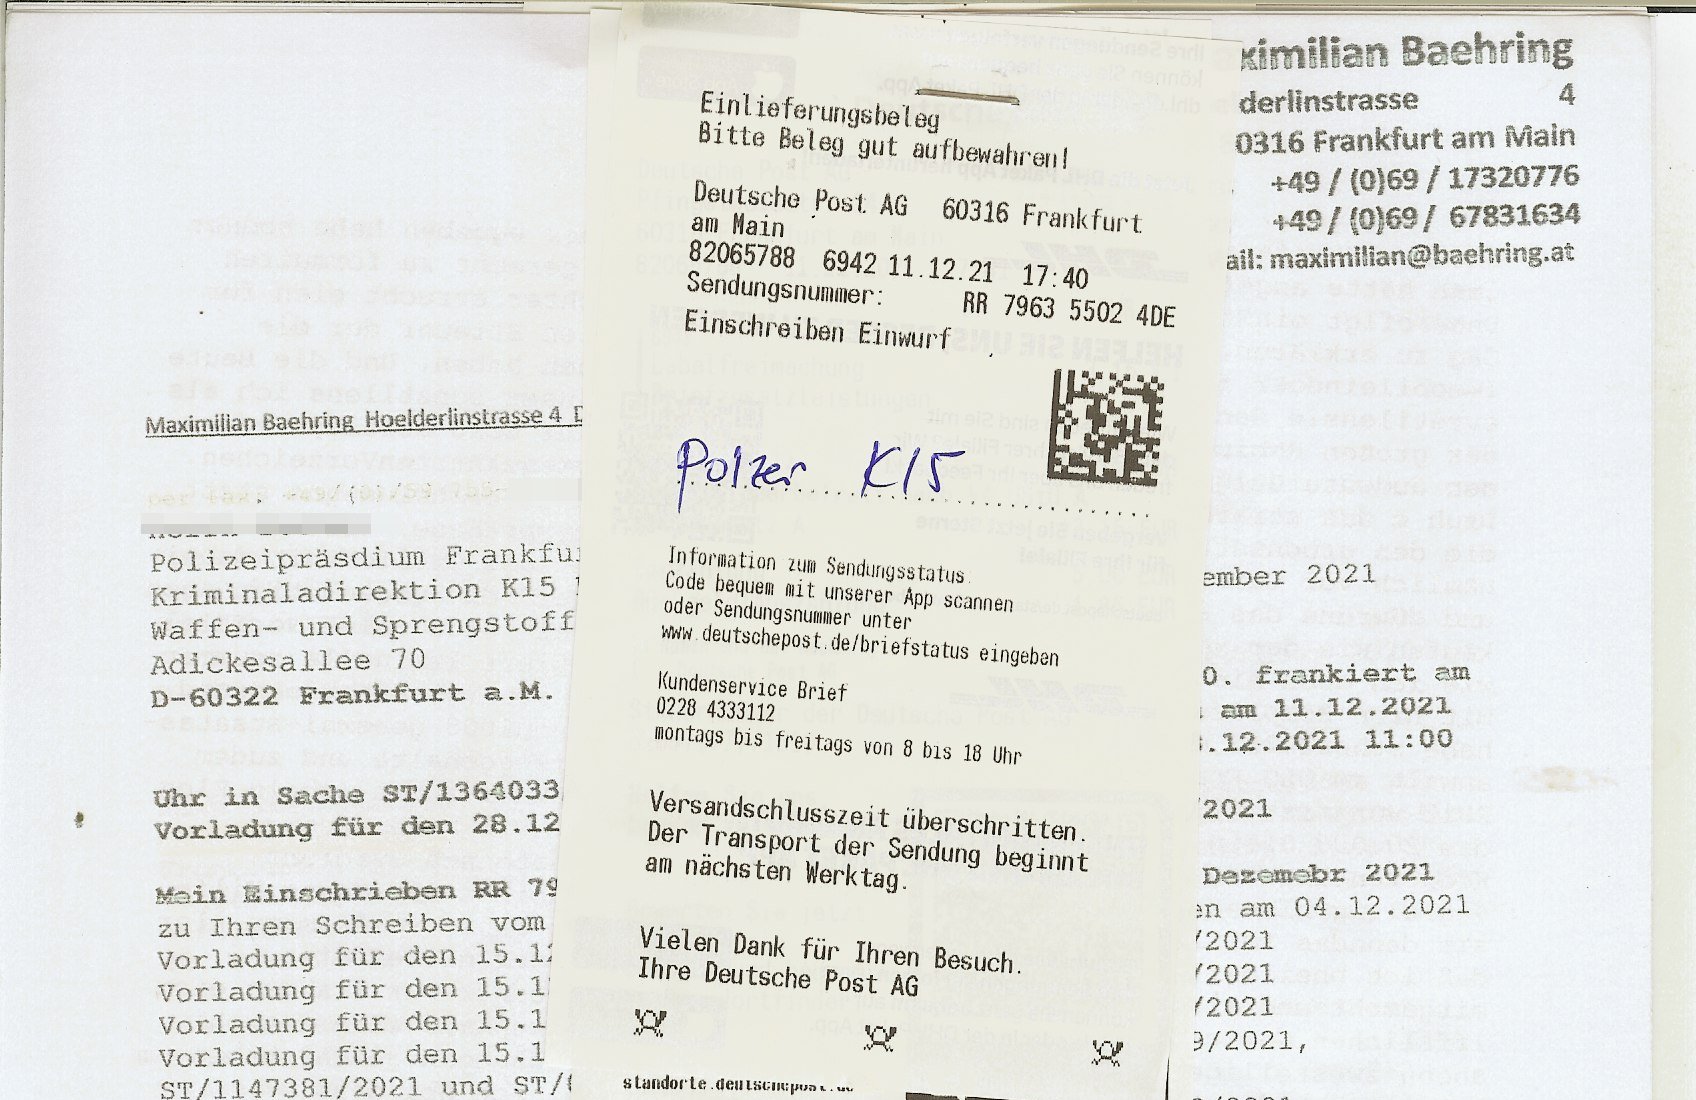 ximilian Baehring
derlinstrasse 4
0316 Frankfurt am Main
+49 / (0)69 / 17320776
+49 / (0)69 / 67831634
ail: maximilian@baehring.at
Einlieferungsbeleg
Bitte Beleg gut aufbewahren!
Deutsche Post AG 60316 Frankfurt
am Main
82065788 6942 11.12.21 17:40
Sendungsnummer: RR 7963 5502 4DE
Einschreiben Einwurf
Polzer K15
Information zum Sendungsstatus.
Code bequem mit unserer App scannen
oder Sendungsnummer unter
www.deutschepost.de/briefstatus eingeben
Kundenservice Brief
0228 4333112
montags bis freitags von 8 bis 18 Uhr
Versandschlusszeit überschritten.
Der Transport der Sendung beginnt
am nächsten Werktag.
Vielen Dank für Ihren Besuch.
Ihre Deutsche Post AG
standorte.deutschepost.de
Maximilian Baehring Hoelderlinstrasse 4 D
Polizeipräsdium Frankfu
Kriminaladirektion K15
Waffen- und Sprengstoff
Adickesallee 70
D-60322 Frankfurt a.M.
ember 2021
0. frankiert am
am 11.12.2021
.12.2021 11:00
Uhr in Sache ST/1364033
/2021
Vorladung für den 28.12
Mein Einschrieben RR 79
Dezemebr 2021
zu Ihren Schreiben vom
en am 04.12.2021
Vorladung für den 15.12
/2021
Vorladung für den 15.1
/2021
Vorladung für den 15.1
/2021
Vorladung für den 15.1
9/2021,
ST/1147381/2021 und ST/